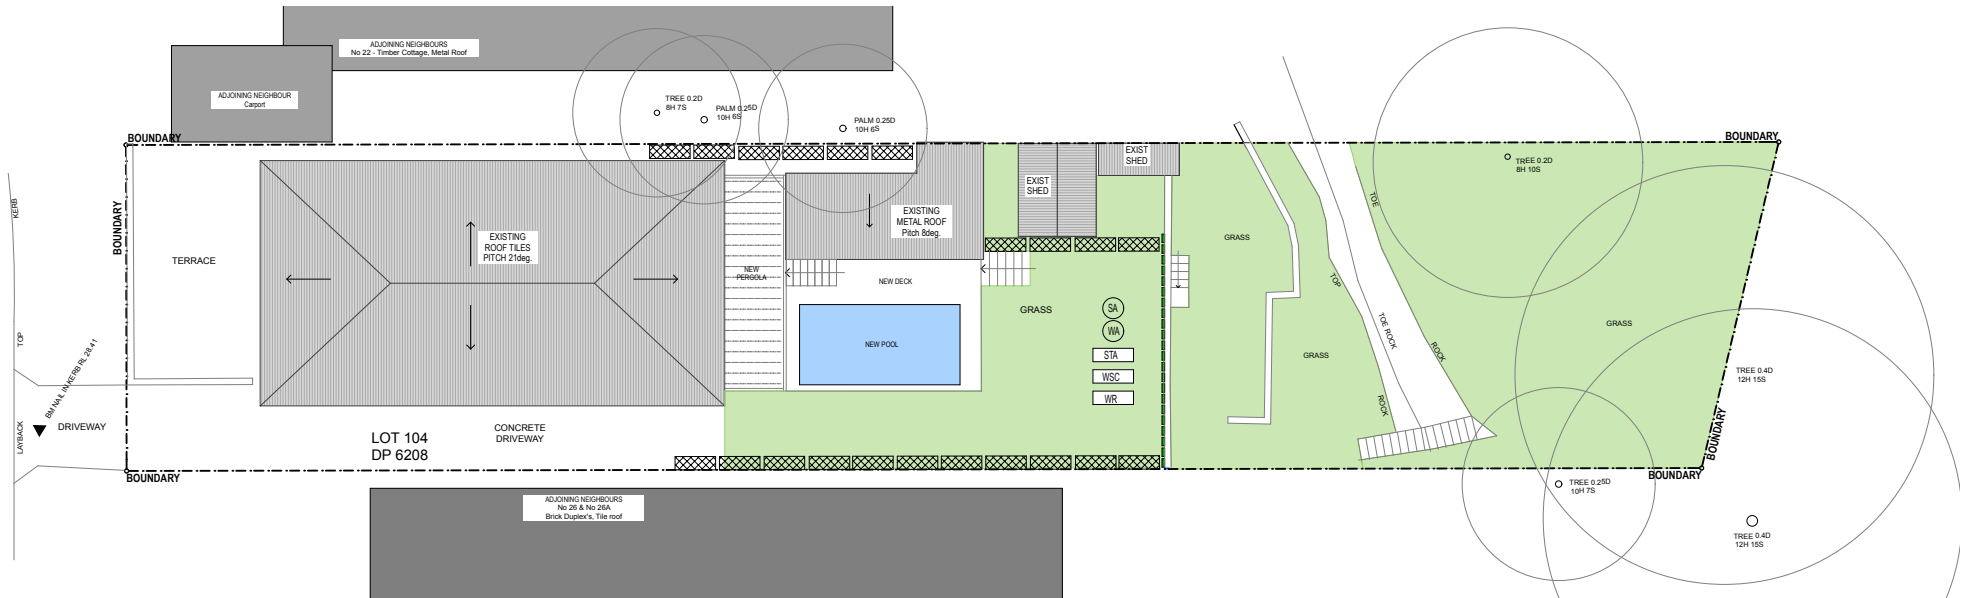 ADJOINING NEIGHBOURS
No 22 - Timber Cottage, Metal Roof
ADJOINING NEIGHBOUR
Carport
TREE 0.2D
8H 7S
PALM 0.25D
10H 6S
PALM 0.25D
10H 6S
BOUNDARY
BOUNDARY
BOUNDARY
KERB
TOP
LAYBACK
BM NAIL IN KERB RL 28.41
DRIVEWAY
TERRACE
EXISTING
ROOF TILES
PITCH 21deg.
NEW
PERGOLA
EXISTING
METAL ROOF
Pitch 8deg.
NEW DECK
NEW POOL
EXIST
SHED
EXIST
SHED
GRASS
SA
WA
STA
WSC
WR
GRASS
GRASS
TOP
ROCK
TOE ROCK
TOE
ROCK
TREE 0.2D
8H 10S
GRASS
TREE 0.4D
12H 15S
BOUNDARY
BOUNDARY
LOT 104
DP 6208
CONCRETE
DRIVEWAY
BOUNDARY
ADJOINING NEIGHBOURS
No 26 & No 26A
Brick Duplex's, Tile roof
TREE 0.25D
10H 7S
TREE 0.4D
12H 15S